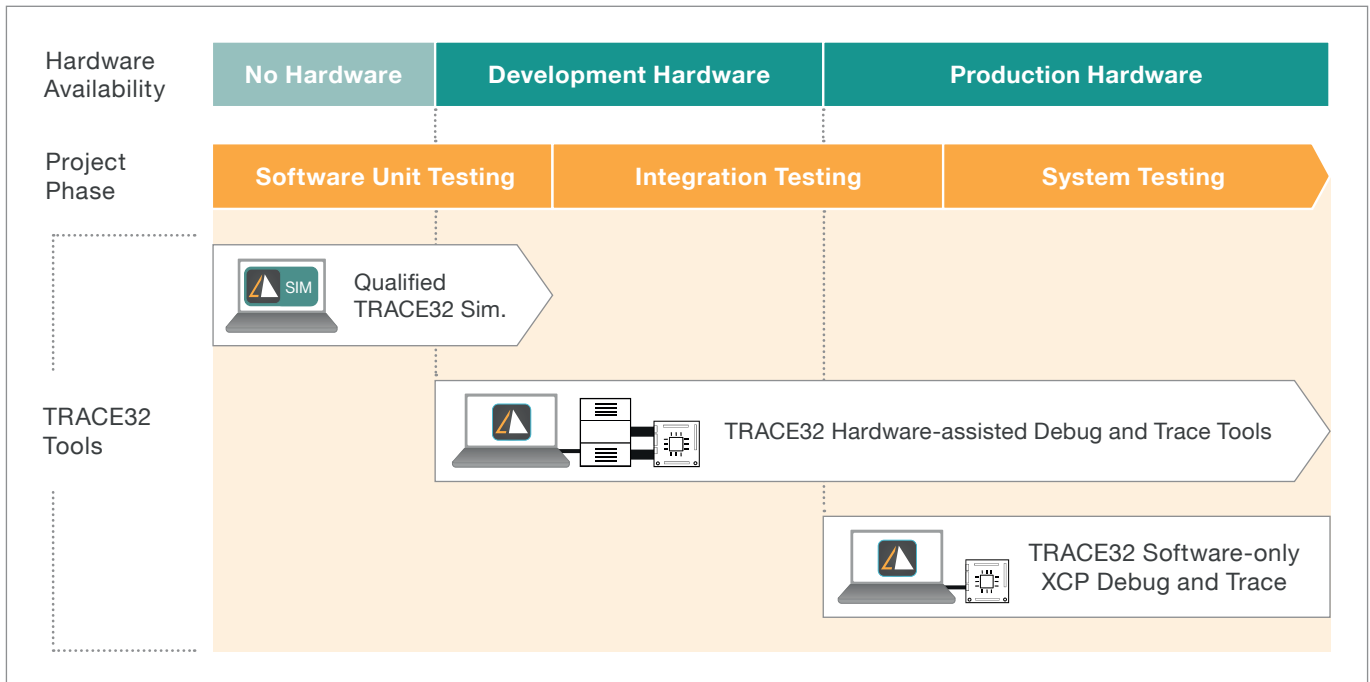 Hardware
Availability
No Hardware
Development Hardware
Production Hardware
Project
Phase
Software Unit Testing
Integration Testing
System Testing
SIM
Qualified
TRACE32 Sim.
TRACE32
Tools
TRACE32 Hardware-assisted Debug and Trace Tools
TRACE32 Software-only
XCP Debug and Trace